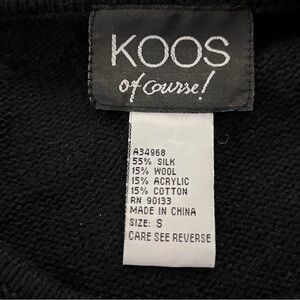 KOOS
of course!
A34968
55% SILK
15% WOOL
15% ACRYLIC
15% COTTON
RN 90133
MADE IN CHINA
SIZE: S
CARE SEE REVERSE